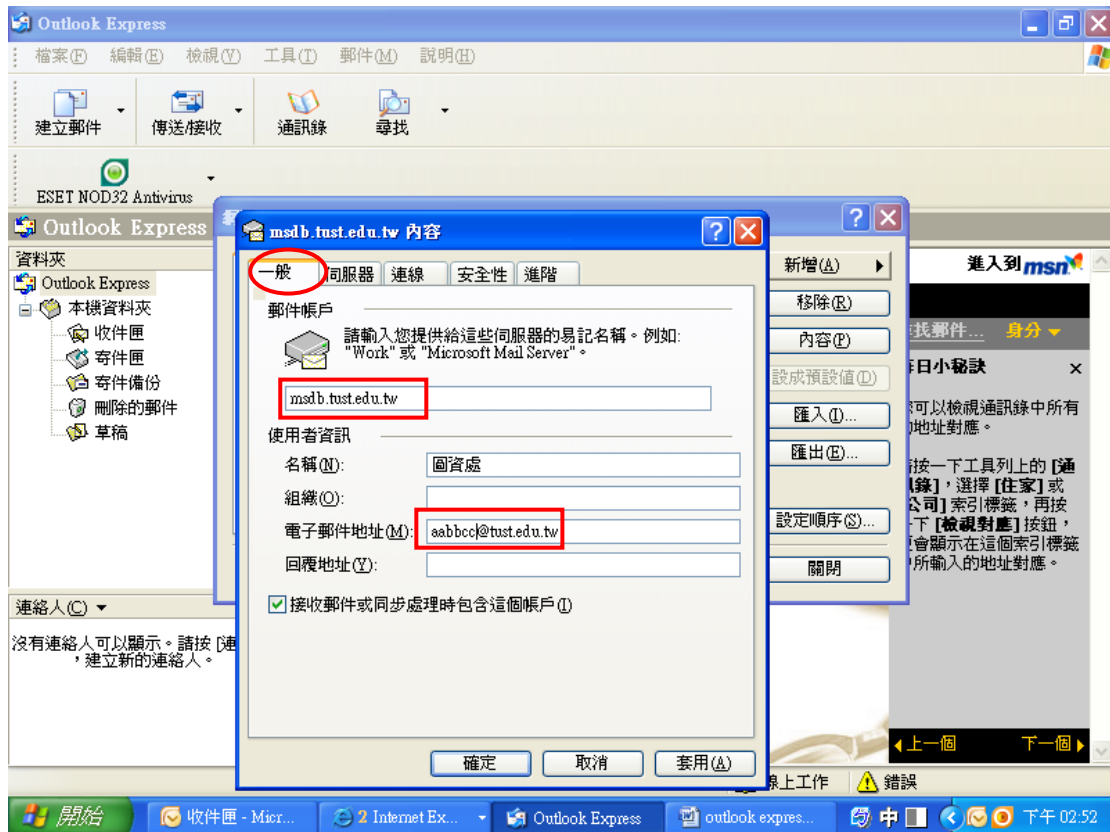 Outlook Express
檔案(F) 編輯(E) 檢視(V) 工具(T) 郵件(M) 說明(H)
建立郵件 傳送/接收 通訊錄 尋找
ESET NOD32 Antivirus
Outlook Express
資料夾
Outlook Express
本機資料夾
收件匣
寄件匣
寄件備份
刪除的郵件
草稿
連絡人(C)
沒有連絡人可以顯示。請按 [連
,建立新的連絡人。
msdb.tust.edu.tw 內容
一般 伺服器 連線 安全性 進階
郵件帳戶
請輸入您提供給這些伺服器的易記名稱。例如:
"Work" 或 "Microsoft Mail Server"。
msdb.tust.edu.tw
使用者資訊
名稱(N): 圖資處
組織(O):
電子郵件地址(M): aabbcc@tust.edu.tw
回覆地址(Y):
接收郵件或同步處理時包含這個帳戶(I)
確定 取消 套用(A)
新增(A)
移除(R)
內容(P)
設成預設值(D)
匯入(I)...
匯出(E)...
設定順序(S)...
關閉
進入到 msn
找郵件... 身分
日小秘訣
可以檢視通訊錄中所有
地址對應。
按一下工具列上的 [通
錄],選擇 [住家] 或
公司] 索引標籤,再按
下 [檢視對應] 按鈕,
會顯示在這個索引標籤
所輸入的地址對應。
上一個 下一個
線上工作 錯誤
開始 收件匣 - Micr... 2 Internet Ex... Outlook Express outlook expres... 中 下午 02:52